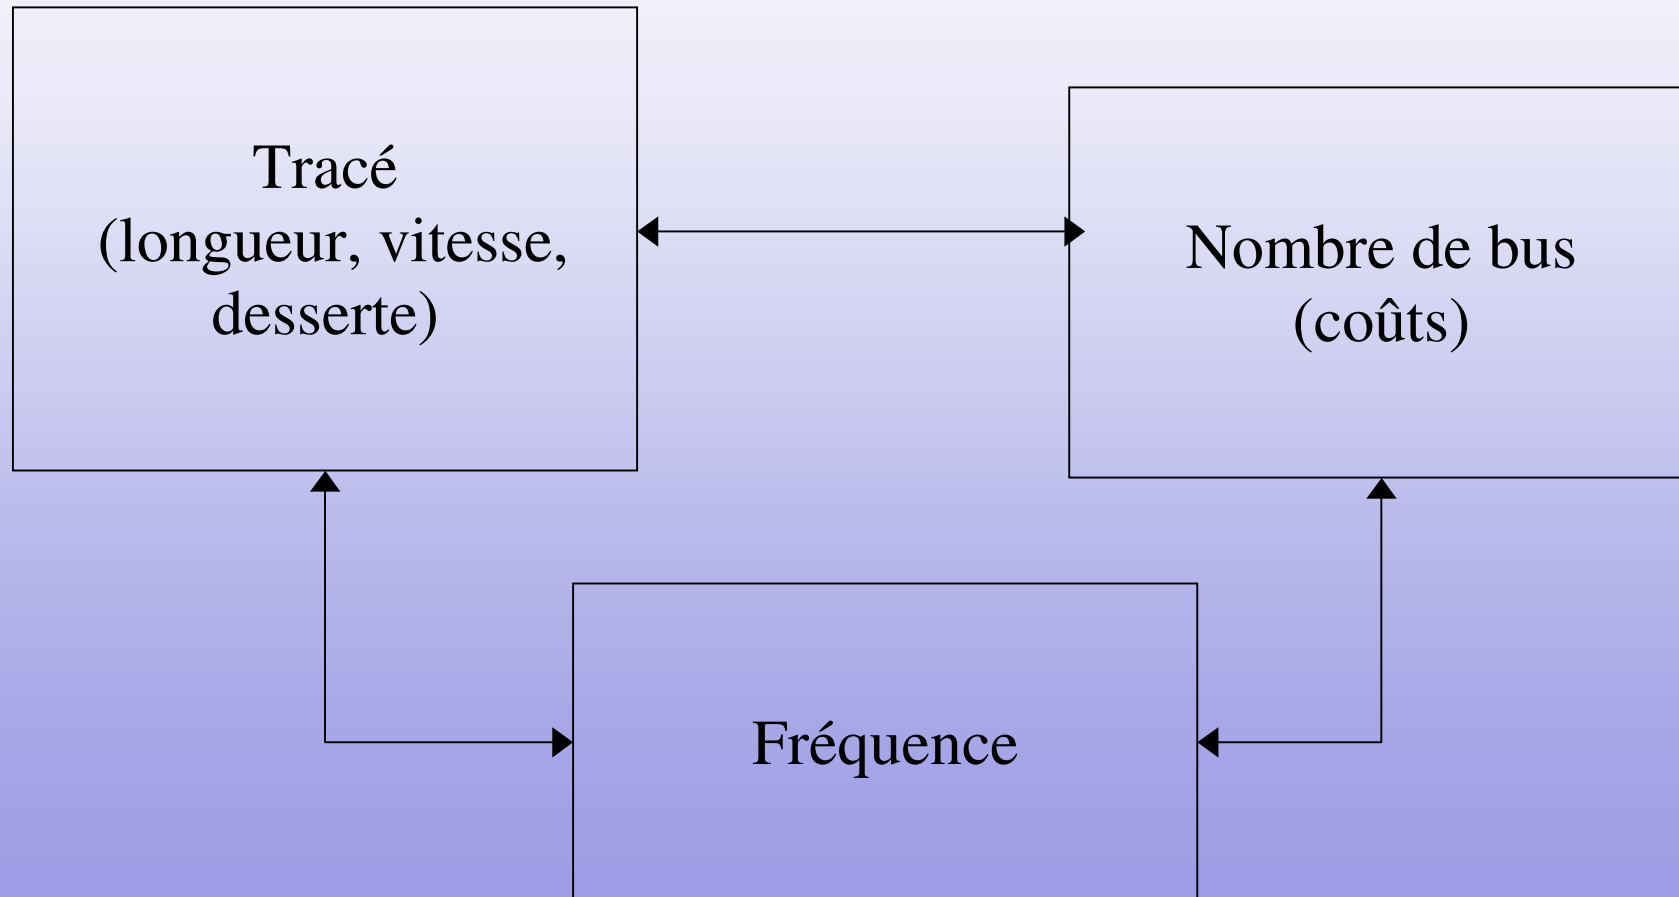 Tracé
(longueur, vitesse,
desserte)
Nombre de bus
(coûts)
Fréquence